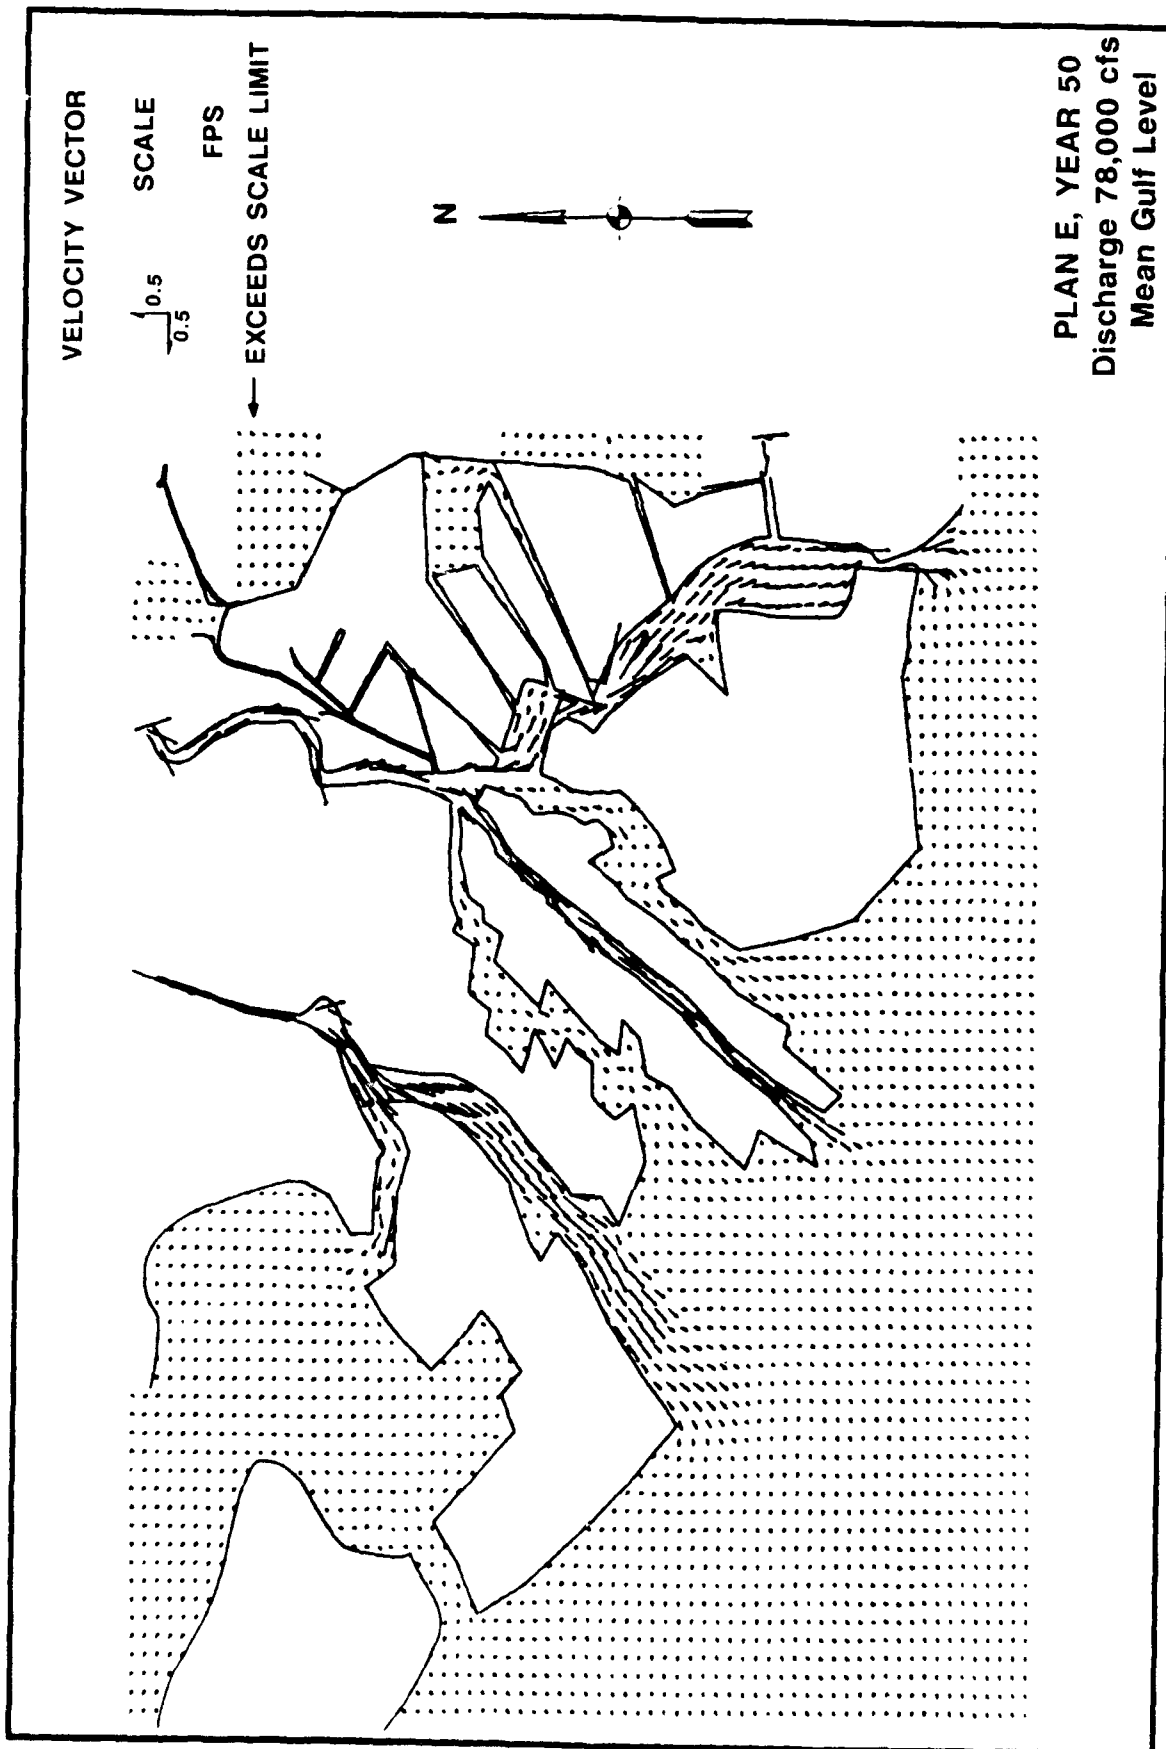 VELOCITY VECTOR
SCALE
0.5
0.5
FPS
← EXCEEDS SCALE LIMIT
N
PLAN E, YEAR 50
Discharge 78,000 cfs
Mean Gulf Level